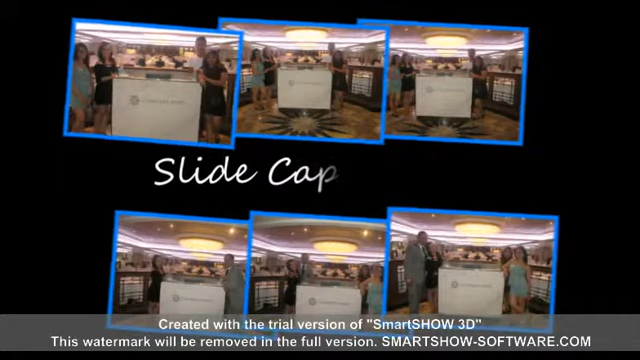 Slide Cap
Created with the trial version of "SmartSHOW 3D"
This watermark will be removed in the full version. SMARTSHOW-SOFTWARE.COM